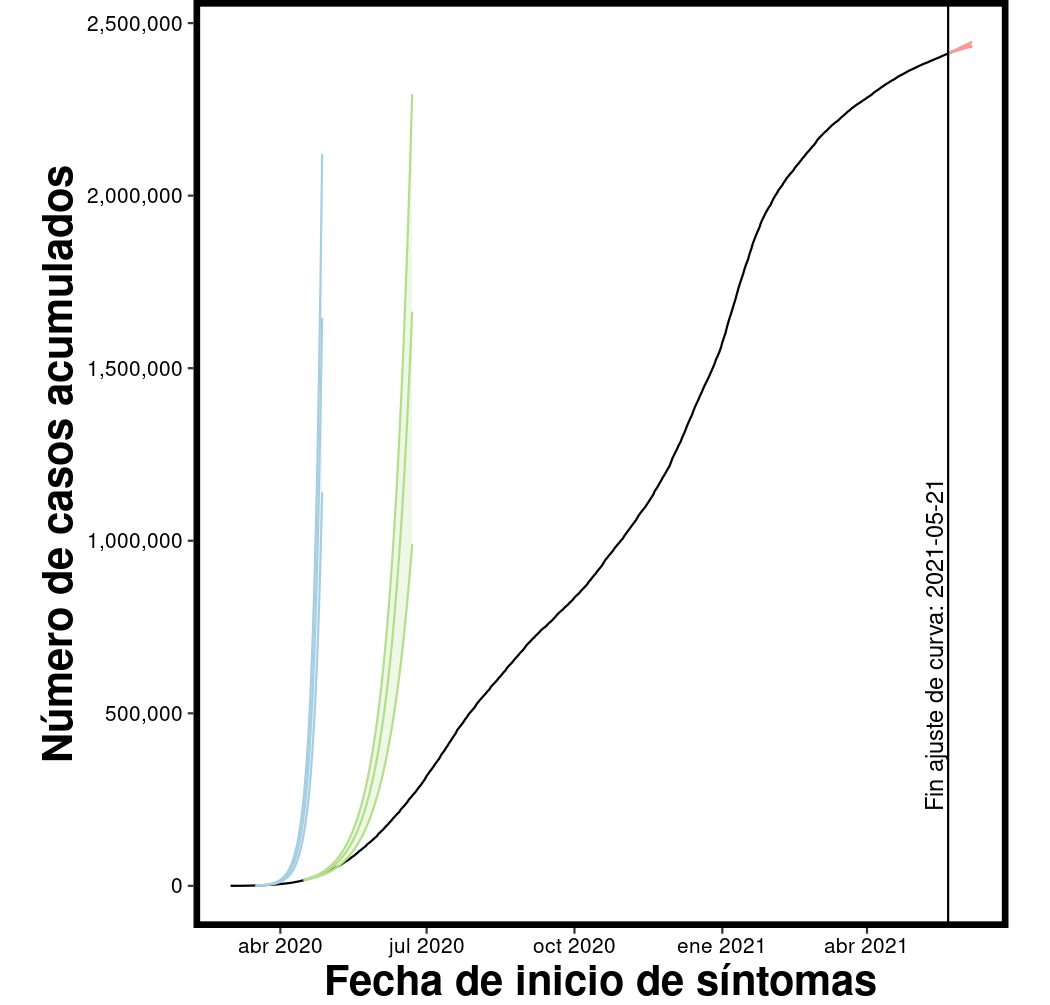 Número de casos acumulados
2,500,000
2,000,000
1,500,000
1,000,000
500,000
0
Fin ajuste de curva: 2021-05-21
abr 2020
jul 2020
oct 2020
ene 2021
abr 2021
Fecha de inicio de síntomas